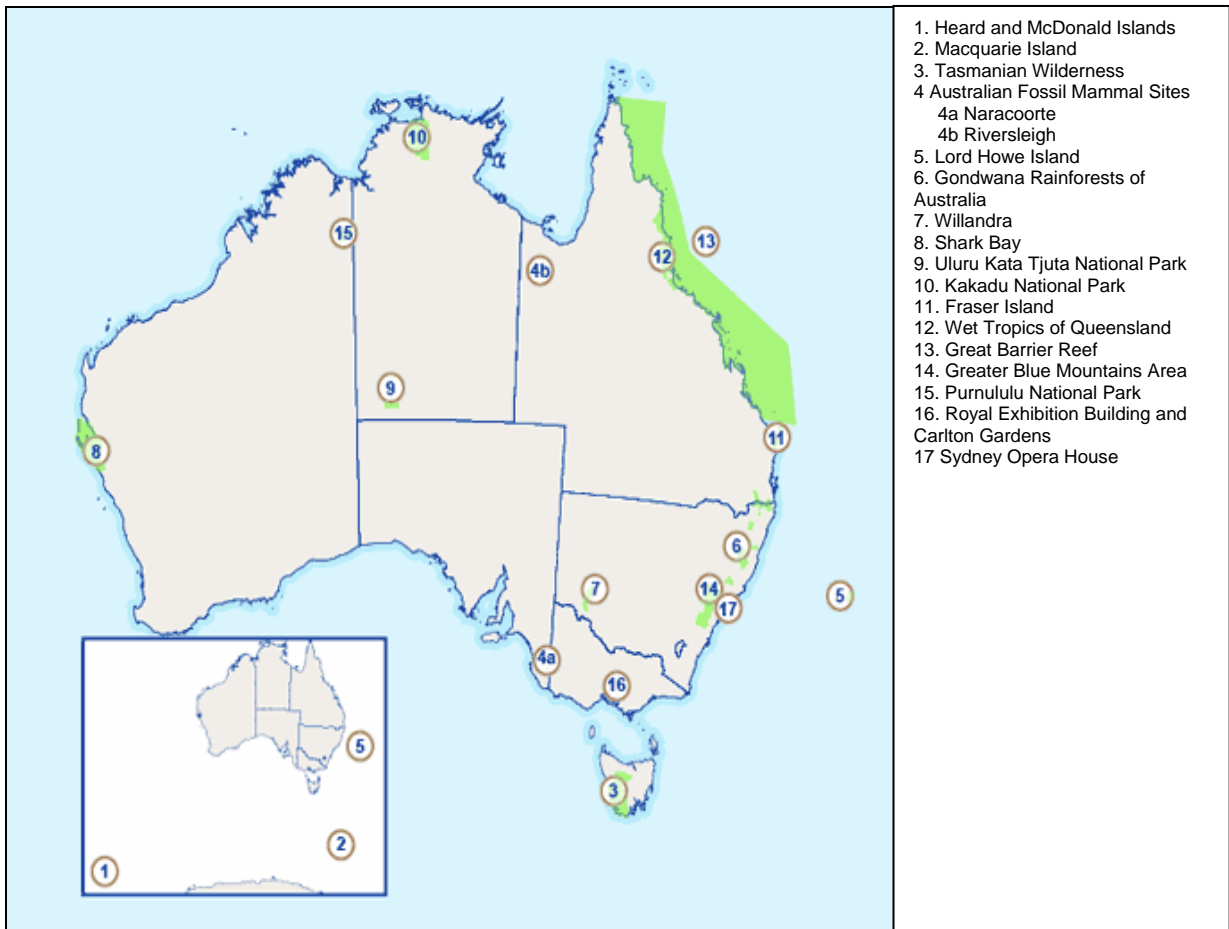 10
15
13
12
4b
9
11
8
6
7
14
5
17
4a
16
3
5
2
1
1. Heard and McDonald Islands
2. Macquarie Island
3. Tasmanian Wilderness
4 Australian Fossil Mammal Sites
4a Naracoorte
4b Riversleigh
5. Lord Howe Island
6. Gondwana Rainforests of
Australia
7. Willandra
8. Shark Bay
9. Uluru Kata Tjuta National Park
10. Kakadu National Park
11. Fraser Island
12. Wet Tropics of Queensland
13. Great Barrier Reef
14. Greater Blue Mountains Area
15. Purnululu National Park
16. Royal Exhibition Building and
Carlton Gardens
17 Sydney Opera House